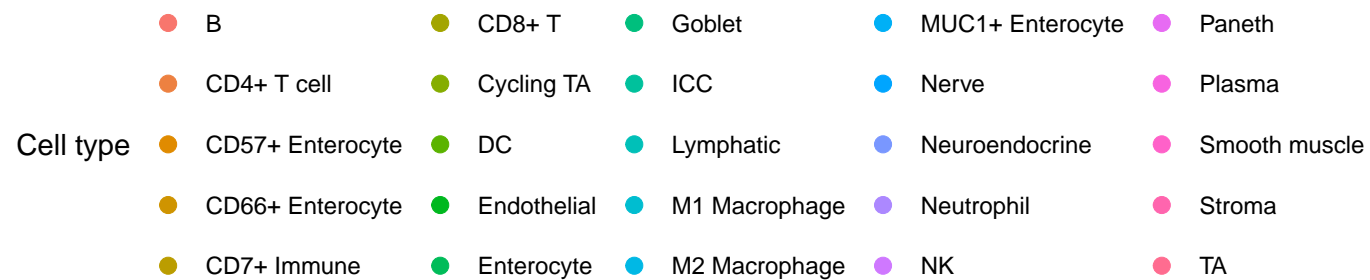 B CD8+ T Goblet MUC1+ Enterocyte Paneth
CD4+ T cell Cycling TA ICC Nerve Plasma
Cell type CD57+ Enterocyte DC Lymphatic Neuroendocrine Smooth muscle
CD66+ Enterocyte Endothelial M1 Macrophage Neutrophil Stroma
CD7+ Immune Enterocyte M2 Macrophage NK TA